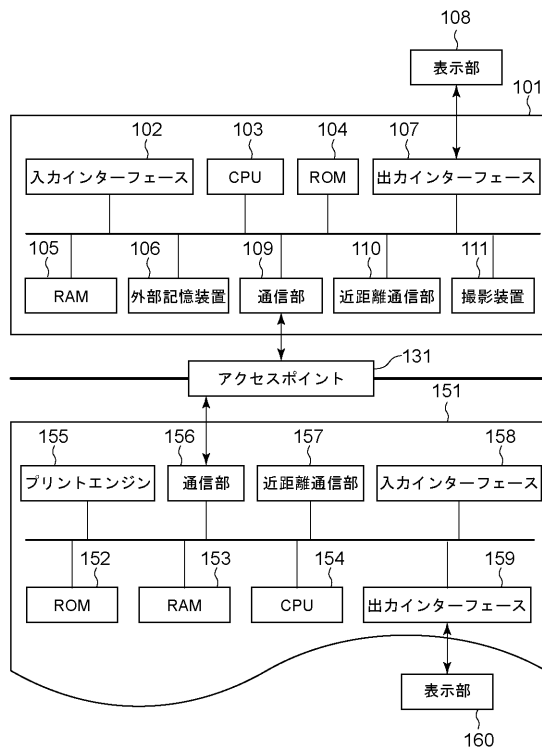 108
表示部
101
102
103
104
107
入力インターフェース
CPU
ROM
出力インターフェース
105
106
109
110
111
RAM
外部記憶装置
通信部
近距離通信部
撮影装置
131
アクセスポイント
151
155
156
157
158
プリントエンジン
通信部
近距離通信部
入力インターフェース
152
153
154
159
ROM
RAM
CPU
出力インターフェース
表示部
160